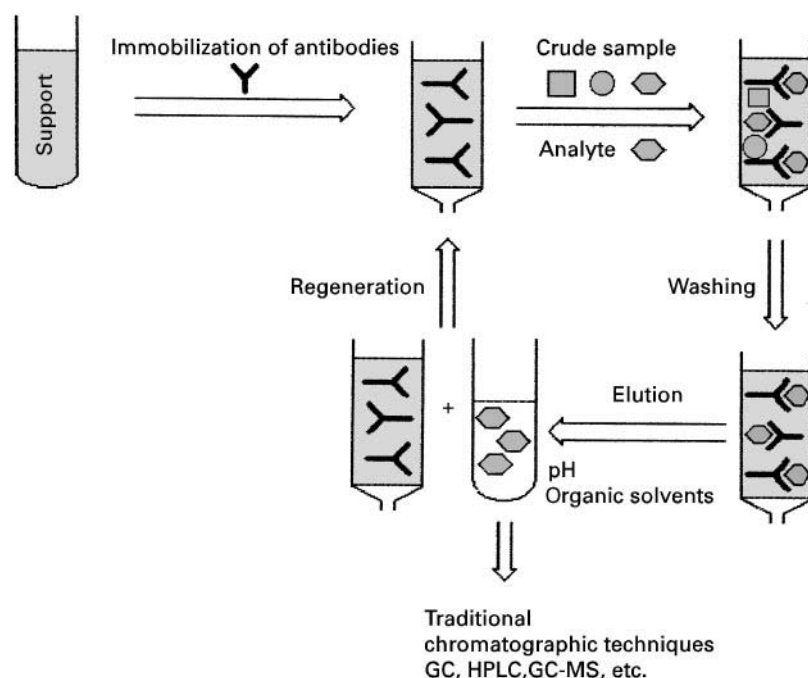 Support
Immobilization of antibodies
Crude sample
Analyte
Regeneration
Washing
+
Elution
pH
Organic solvents
Traditional
chromatographic techniques
GC, HPLC,GC-MS, etc.